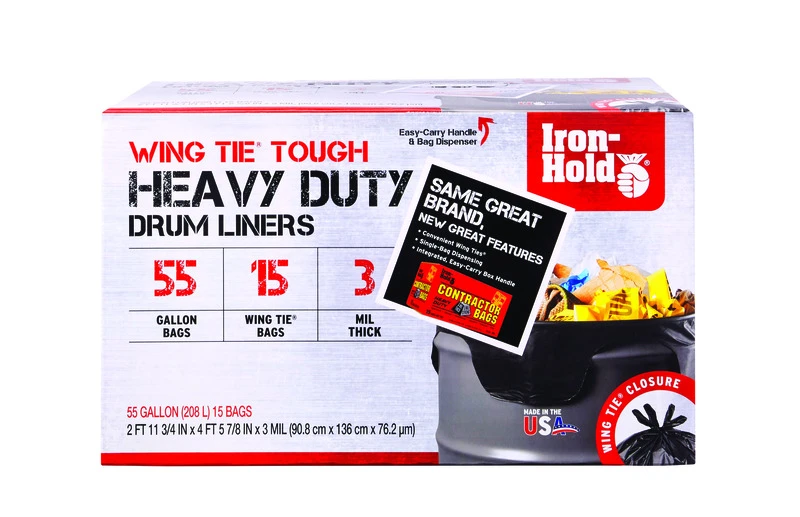 WING TIE® TOUGH
HEAVY DUTY
DRUM LINERS
55
GALLON
BAGS
15
WING TIE®
BAGS
3
MIL
THICK
55 GALLON (208 L) 15 BAGS
2 FT 11 3/4 IN x 4 FT 5 7/8 IN x 3 MIL (90.8 cm x 136 cm x 76.2 µm)
Easy-Carry Handle
& Bag Dispenser
Iron-
Hold®
SAME GREAT
BRAND,
NEW GREAT FEATURES
• Convenient Wing Ties®
• Single-Bag Dispensing
• Integrated, Easy-Carry Box Handle
CONTRACTOR
BAGS
MADE IN THE
USA
WING TIE® CLOSURE